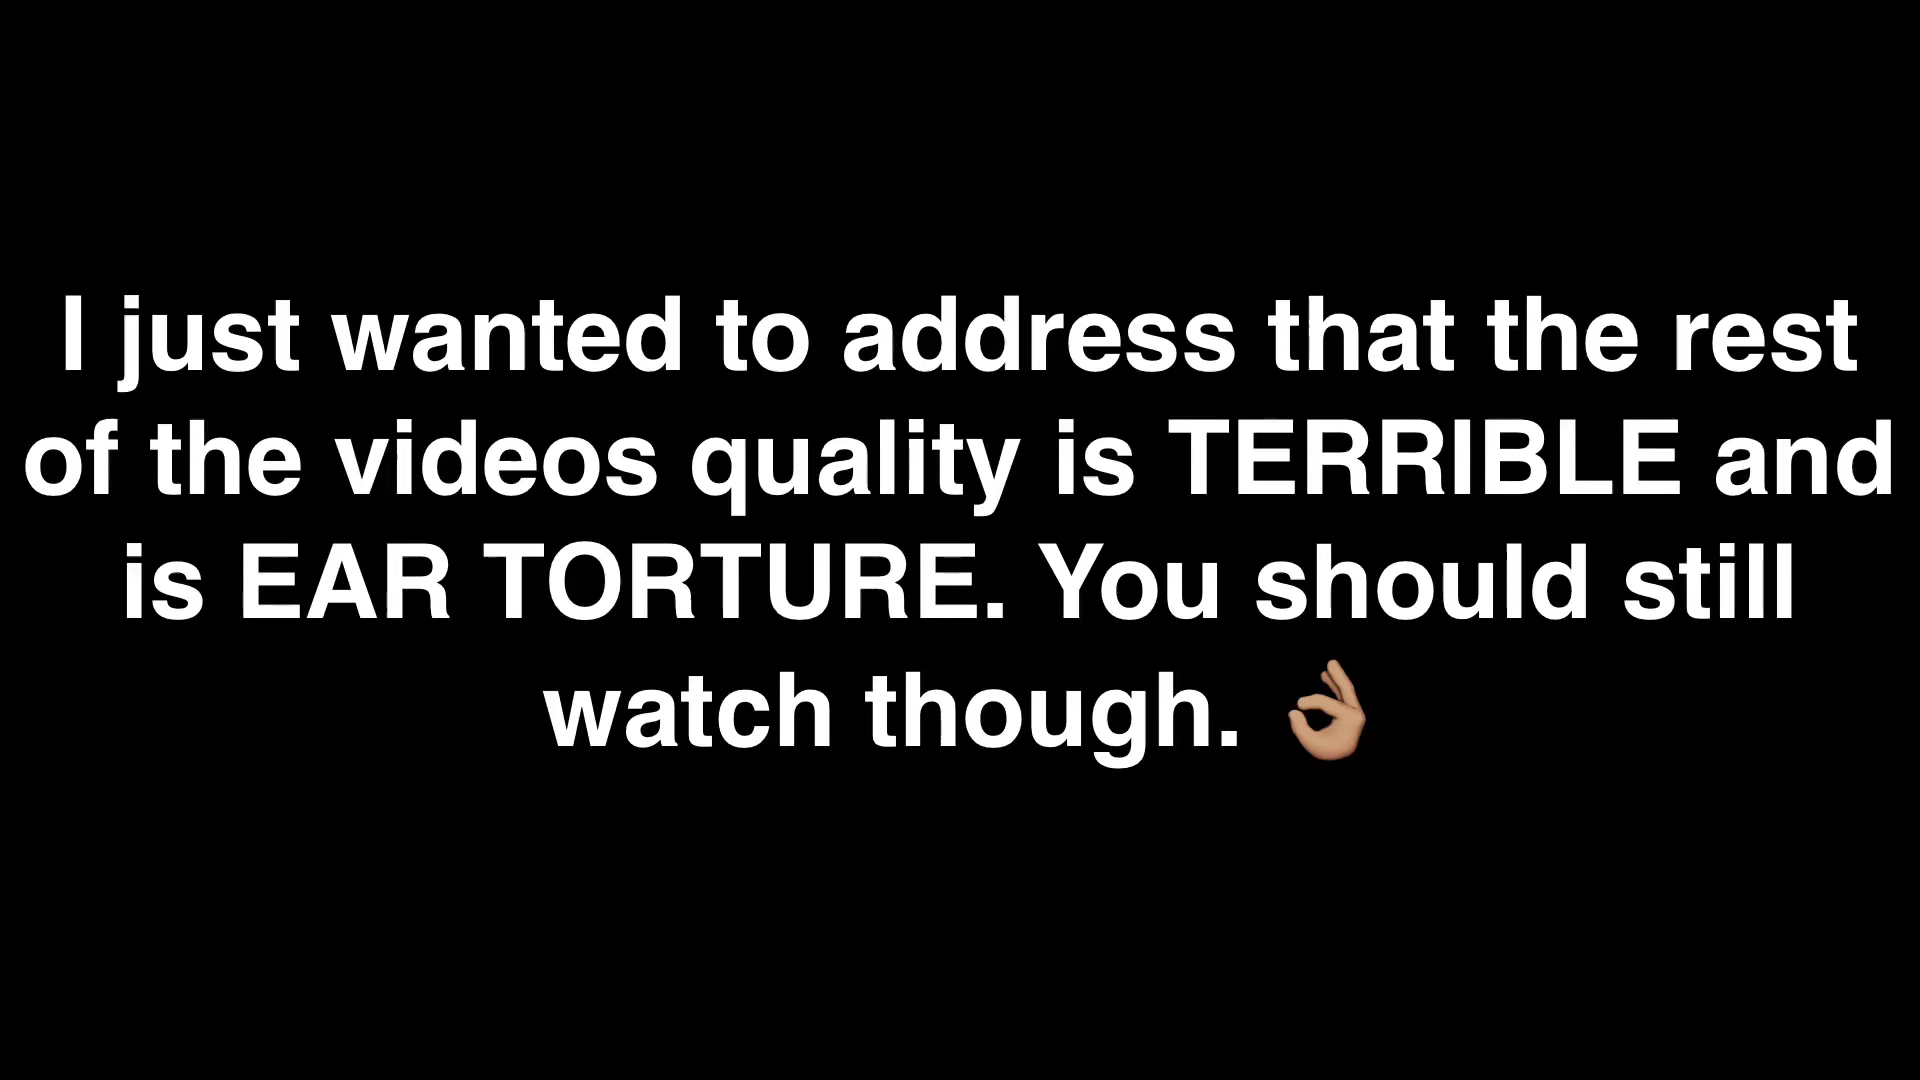 I just wanted to address that the rest
of the videos quality is TERRIBLE and
is EAR TORTURE. You should still
watch though. 👌🏼